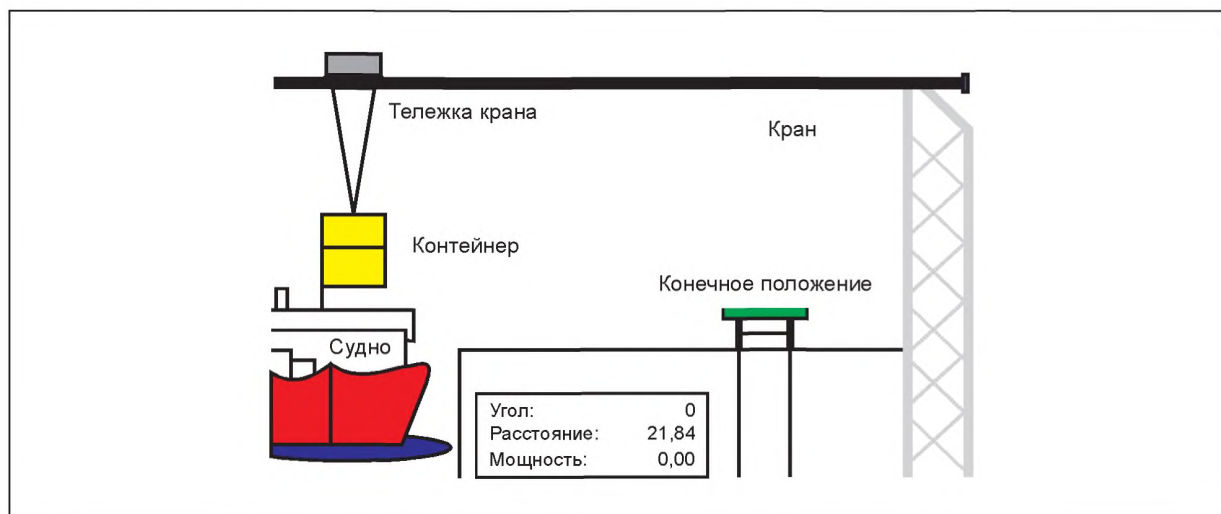 Тележка крана
Кран
Контейнер
Конечное положение
Судно
Угол: 0
Расстояние: 21,84
Мощность: 0,00